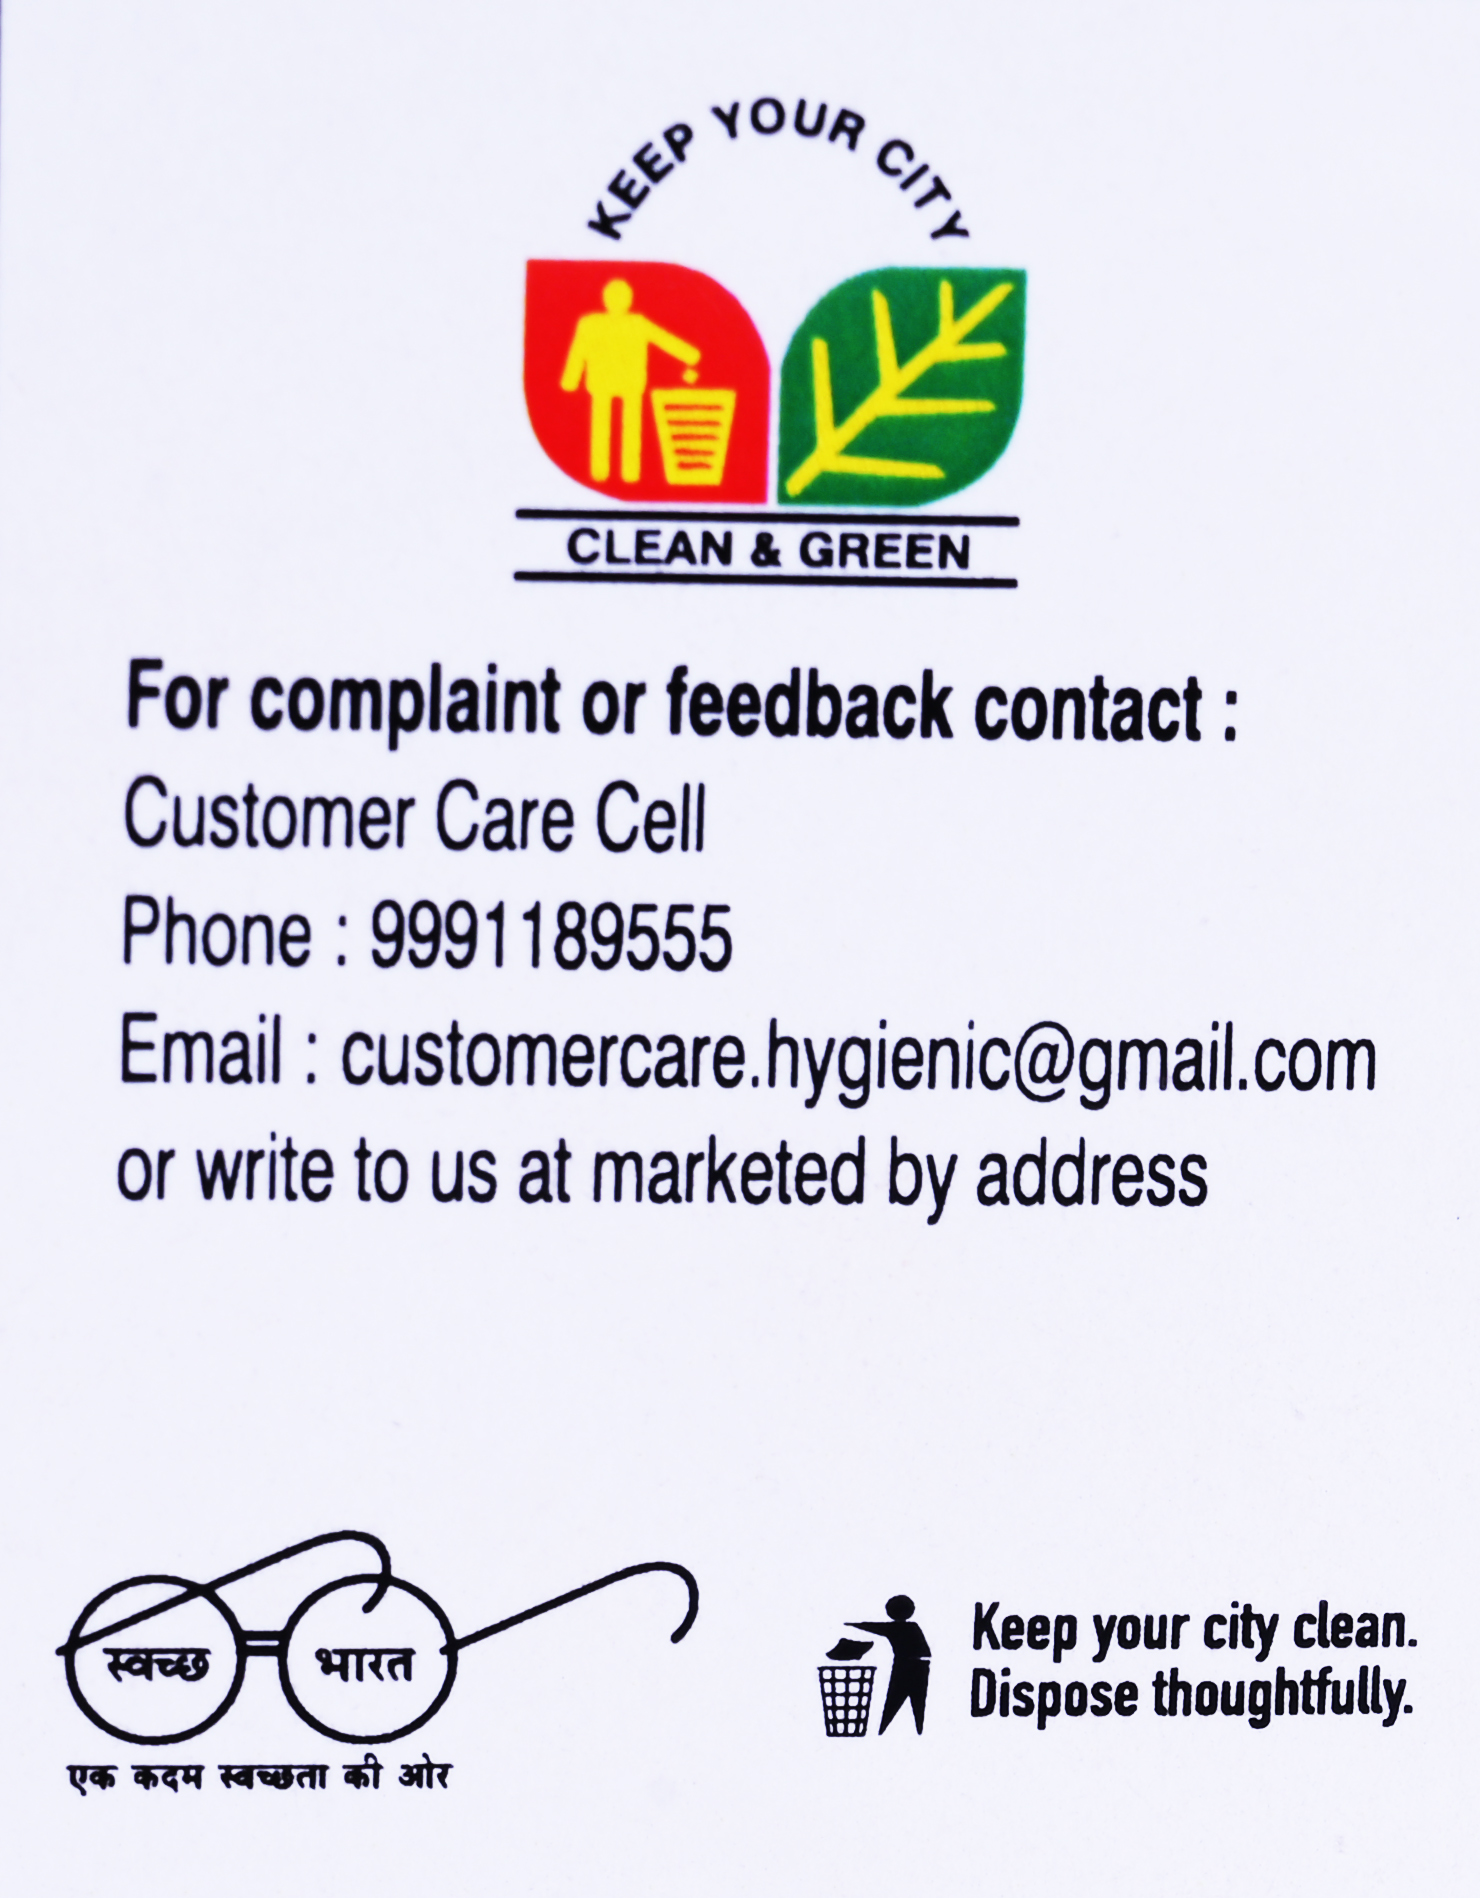 KEEP YOUR CITY
CLEAN & GREEN
For complaint or feedback contact :
Customer Care Cell
Phone : 9991189555
Email : customercare.hygienic@gmail.com
or write to us at marketed by address
स्वच्छ भारत
एक कदम स्वच्छता की ओर
Keep your city clean.
Dispose thoughtfully.